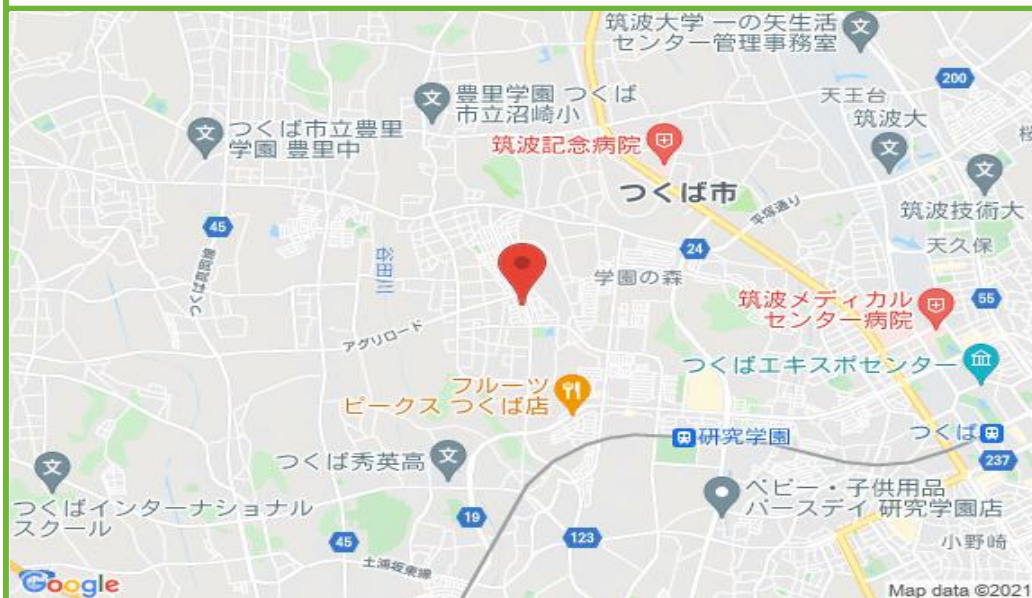 筑波大学 一の矢生活
センター管理事務室
200
豊里学園 つくば
市立沼崎小
天王台
筑波大
つくば市立豊里
学園 豊里中
筑波記念病院
つくば市
平塚通り
筑波技術大
天久保
45
谷田川
24
学園の森
筑波メディカル
センター病院
55
アグリロード
つくばエキスポセンター
フルーツ
ピークス つくば店
研究学園
つくば
237
つくば秀英高
つくばインターナショナル
スクール
ベビー・子供用品
バースデイ 研究学園店
19
123
45
小野崎
土浦坂東線
Google
Map data ©2021